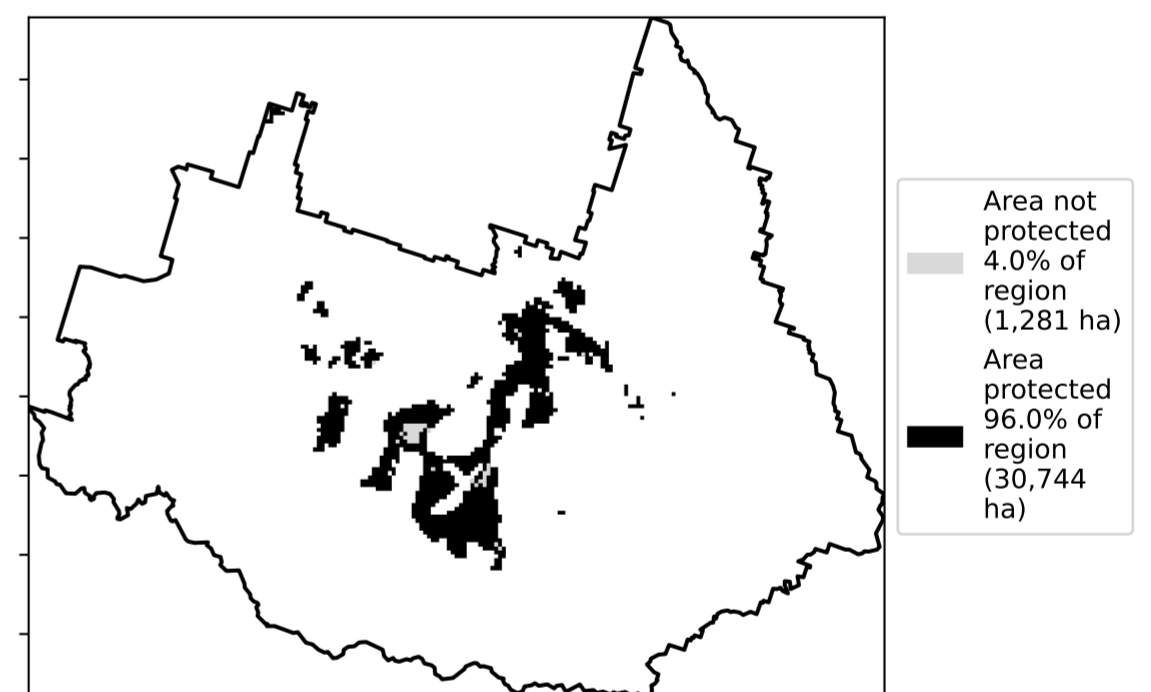 Area not
protected
4.0% of
region
(1,281 ha)
Area
protected
96.0% of
region
(30,744
ha)